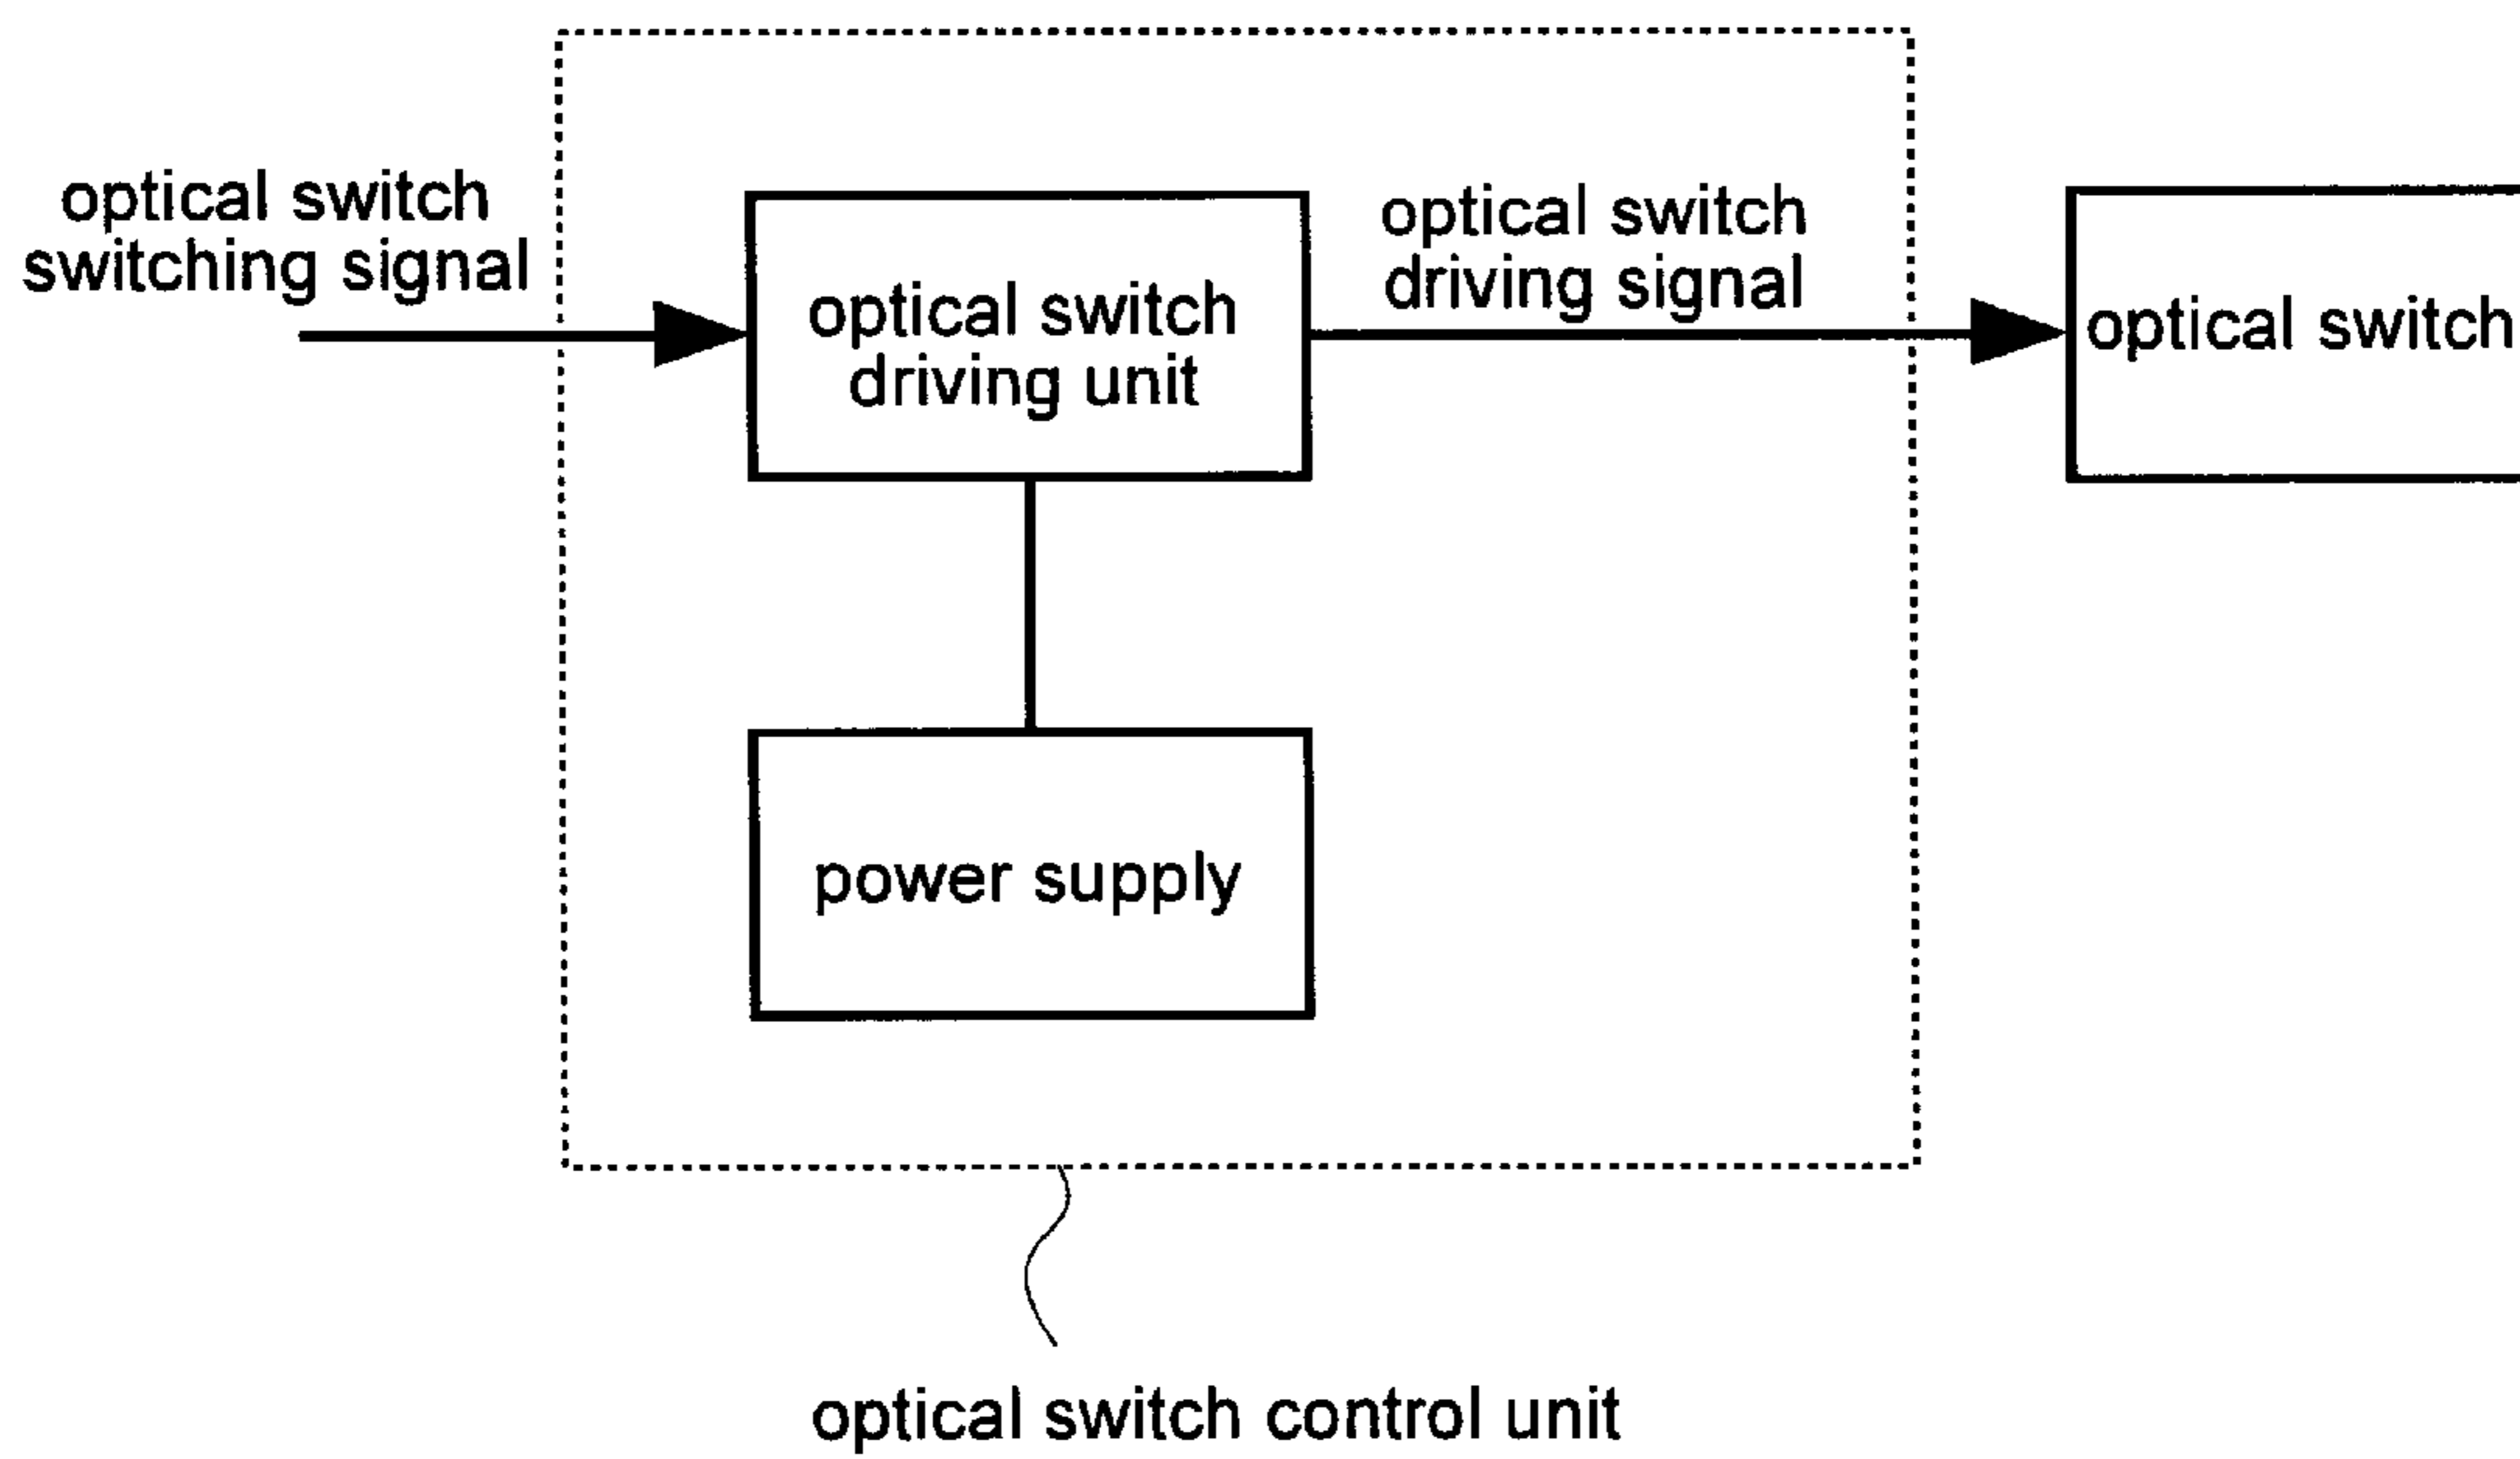 optical switch
switching signal
optical switch
driving unit
optical switch
driving signal
optical switch
power supply
optical switch control unit